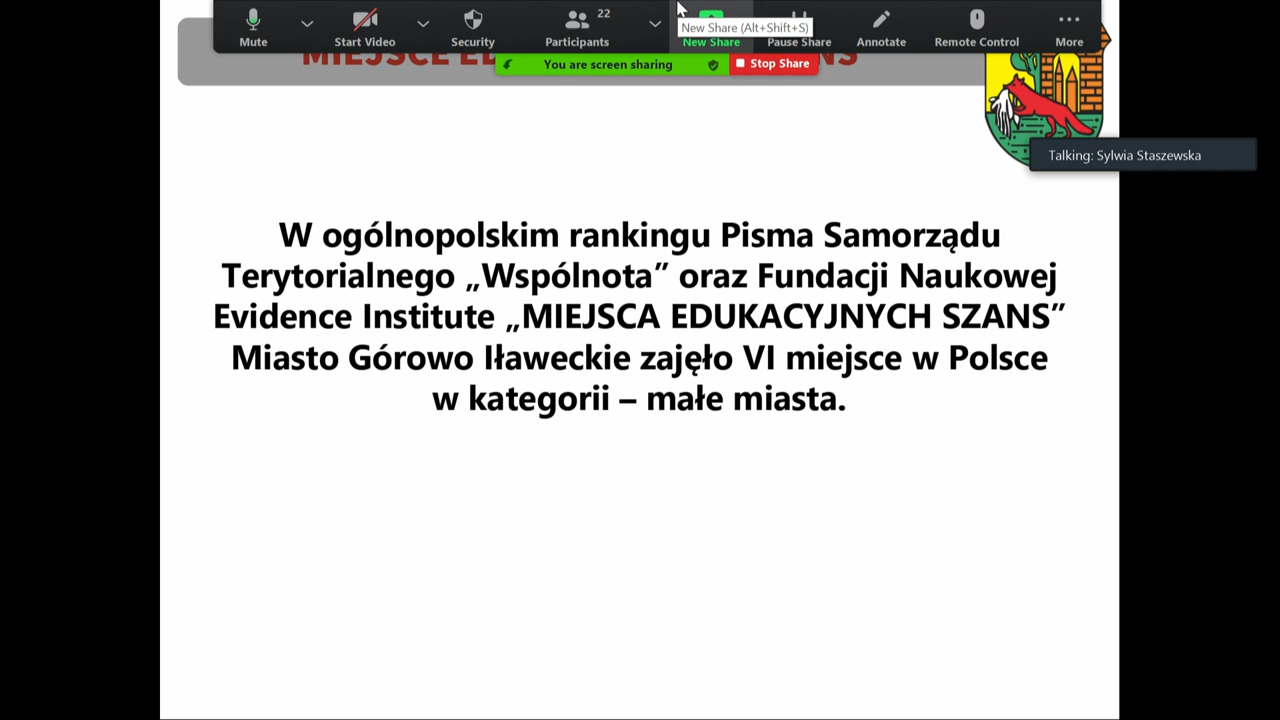 22
Mute
Start Video
Security
Participants
New Share
Pause Share
Annotate
Remote Control
More
New Share (Alt+Shift+S)
You are screen sharing
Stop Share
Talking: Sylwia Staszewska
W ogólnopolskim rankingu Pisma Samorządu
Terytorialnego „Wspólnota” oraz Fundacji Naukowej
Evidence Institute „MIEJSCA EDUKACYJNYCH SZANS”
Miasto Górowo Iławeckie zajęło VI miejsce w Polsce
w kategorii – małe miasta.